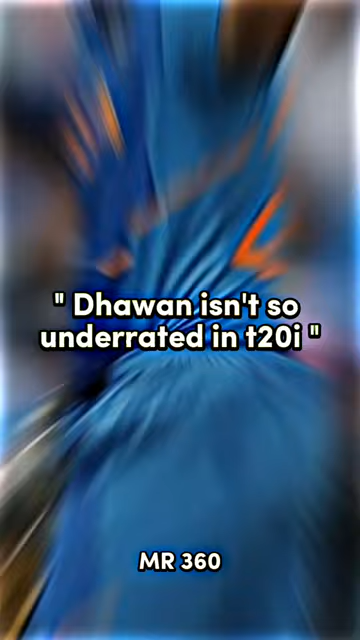 " Dhawan isn't so
underrated in t20i "
MR 360